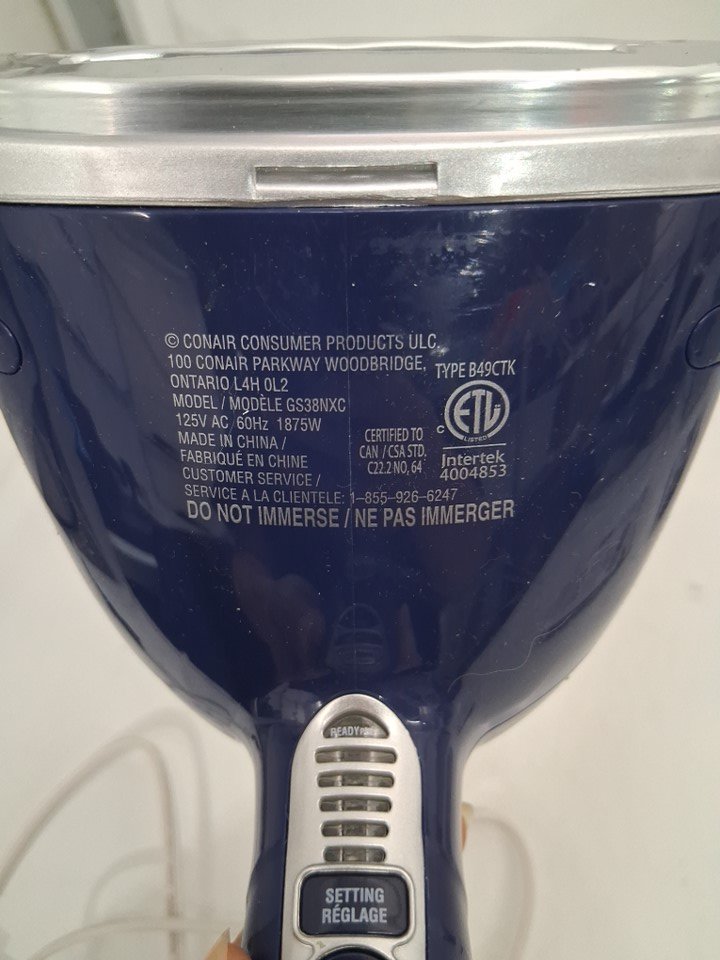 © CONAIR CONSUMER PRODUCTS ULC.
100 CONAIR PARKWAY WOODBRIDGE,
ONTARIO L4H 0L2
MODEL / MODÈLE GS38NXC
125V AC 60Hz 1875W
MADE IN CHINA /
FABRIQUÉ EN CHINE
CUSTOMER SERVICE /
SERVICE A LA CLIENTELE: 1-855-926-6247
DO NOT IMMERSE / NE PAS IMMERGER
TYPE B49CTK
c
ETL
LISTED
CERTIFIED TO
CAN / CSA STD.
C22.2 NO, 64
Intertek
4004853
READY
SETTING
RÉGLAGE